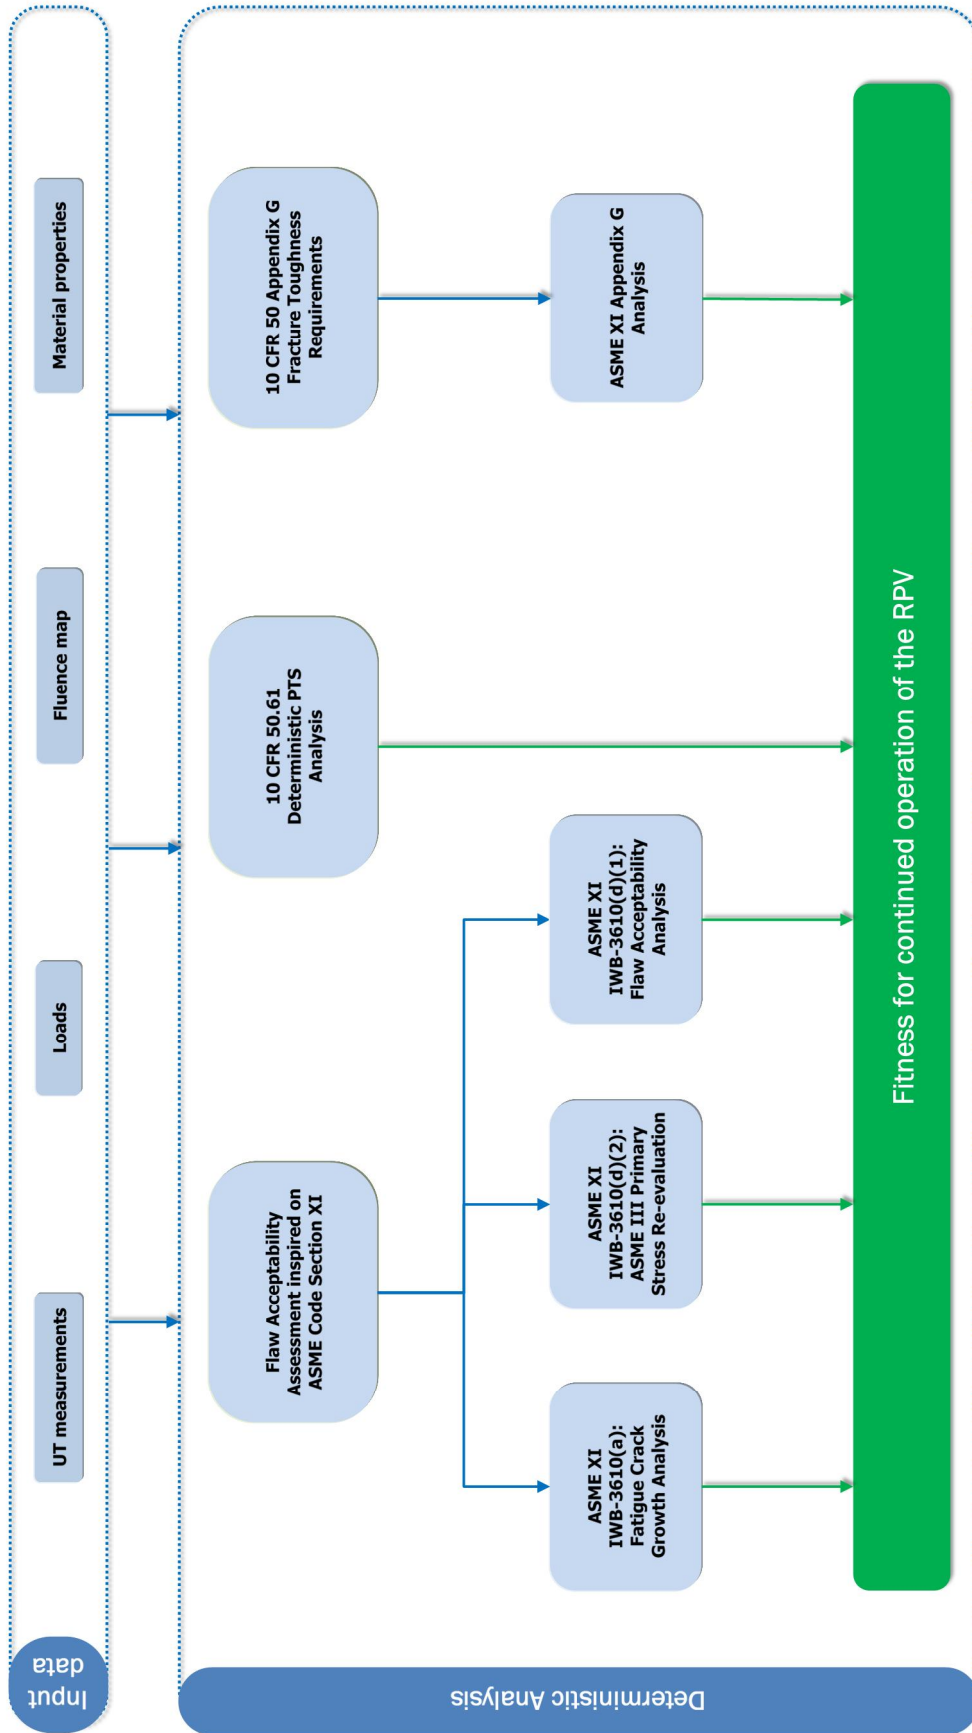 Input
data
UT measurements
Loads
Fluence map
Material properties
Deterministic Analysis
Flaw Acceptability
Assessment inspired on
ASME Code Section XI
10 CFR 50.61
Deterministic PTS
Analysis
10 CFR 50 Appendix G
Fracture Toughness
Requirements
ASME XI
IWB-3610(a):
Fatigue Crack
Growth Analysis
ASME XI
IWB-3610(d)(2):
ASME III Primary
Stress Re-evaluation
ASME XI
IWB-3610(d)(1):
Flaw Acceptability
Analysis
ASME XI Appendix G
Analysis
Fitness for continued operation of the RPV